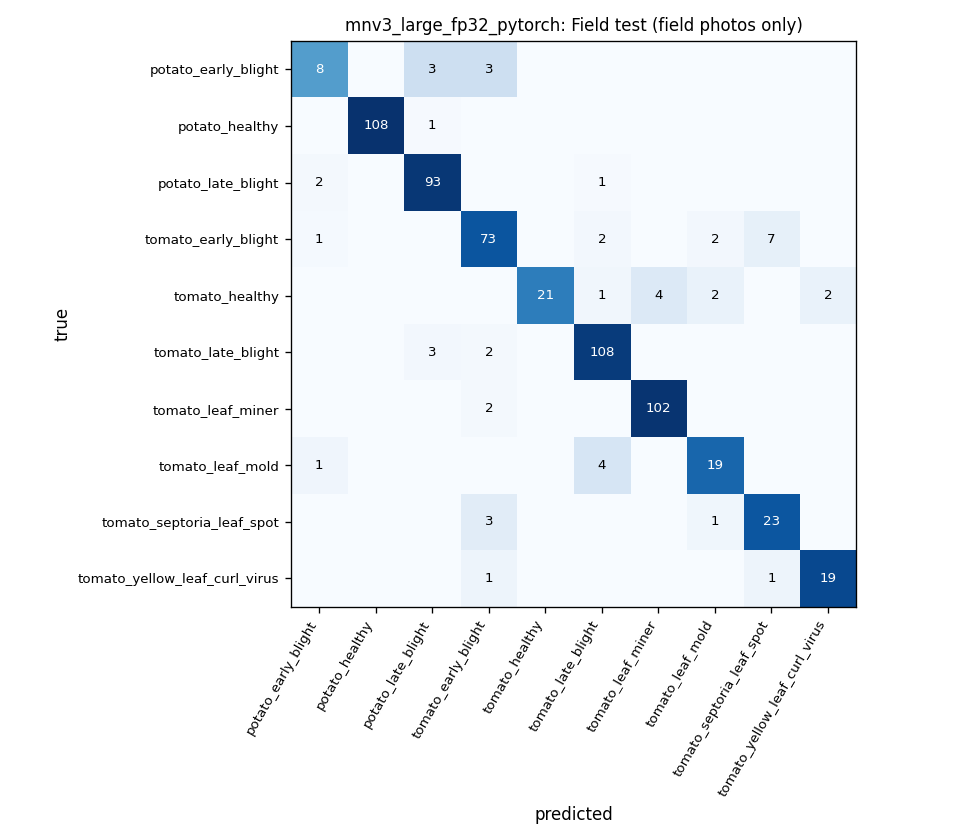 mnv3_large_fp32_pytorch: Field test (field photos only)
potato_early_blight 8 3 3
potato_healthy 108 1
potato_late_blight 2 93 1
tomato_early_blight 1 73 2 2 7
tomato_healthy 21 1 4 2 2
tomato_late_blight 3 2 108
tomato_leaf_miner 2 102
tomato_leaf_mold 1 4 19
tomato_septoria_leaf_spot 3 1 23
tomato_yellow_leaf_curl_virus 1 1 19
true
potato_early_blight
potato_healthy
potato_late_blight
tomato_early_blight
tomato_healthy
tomato_late_blight
tomato_leaf_miner
tomato_leaf_mold
tomato_septoria_leaf_spot
tomato_yellow_leaf_curl_virus
predicted